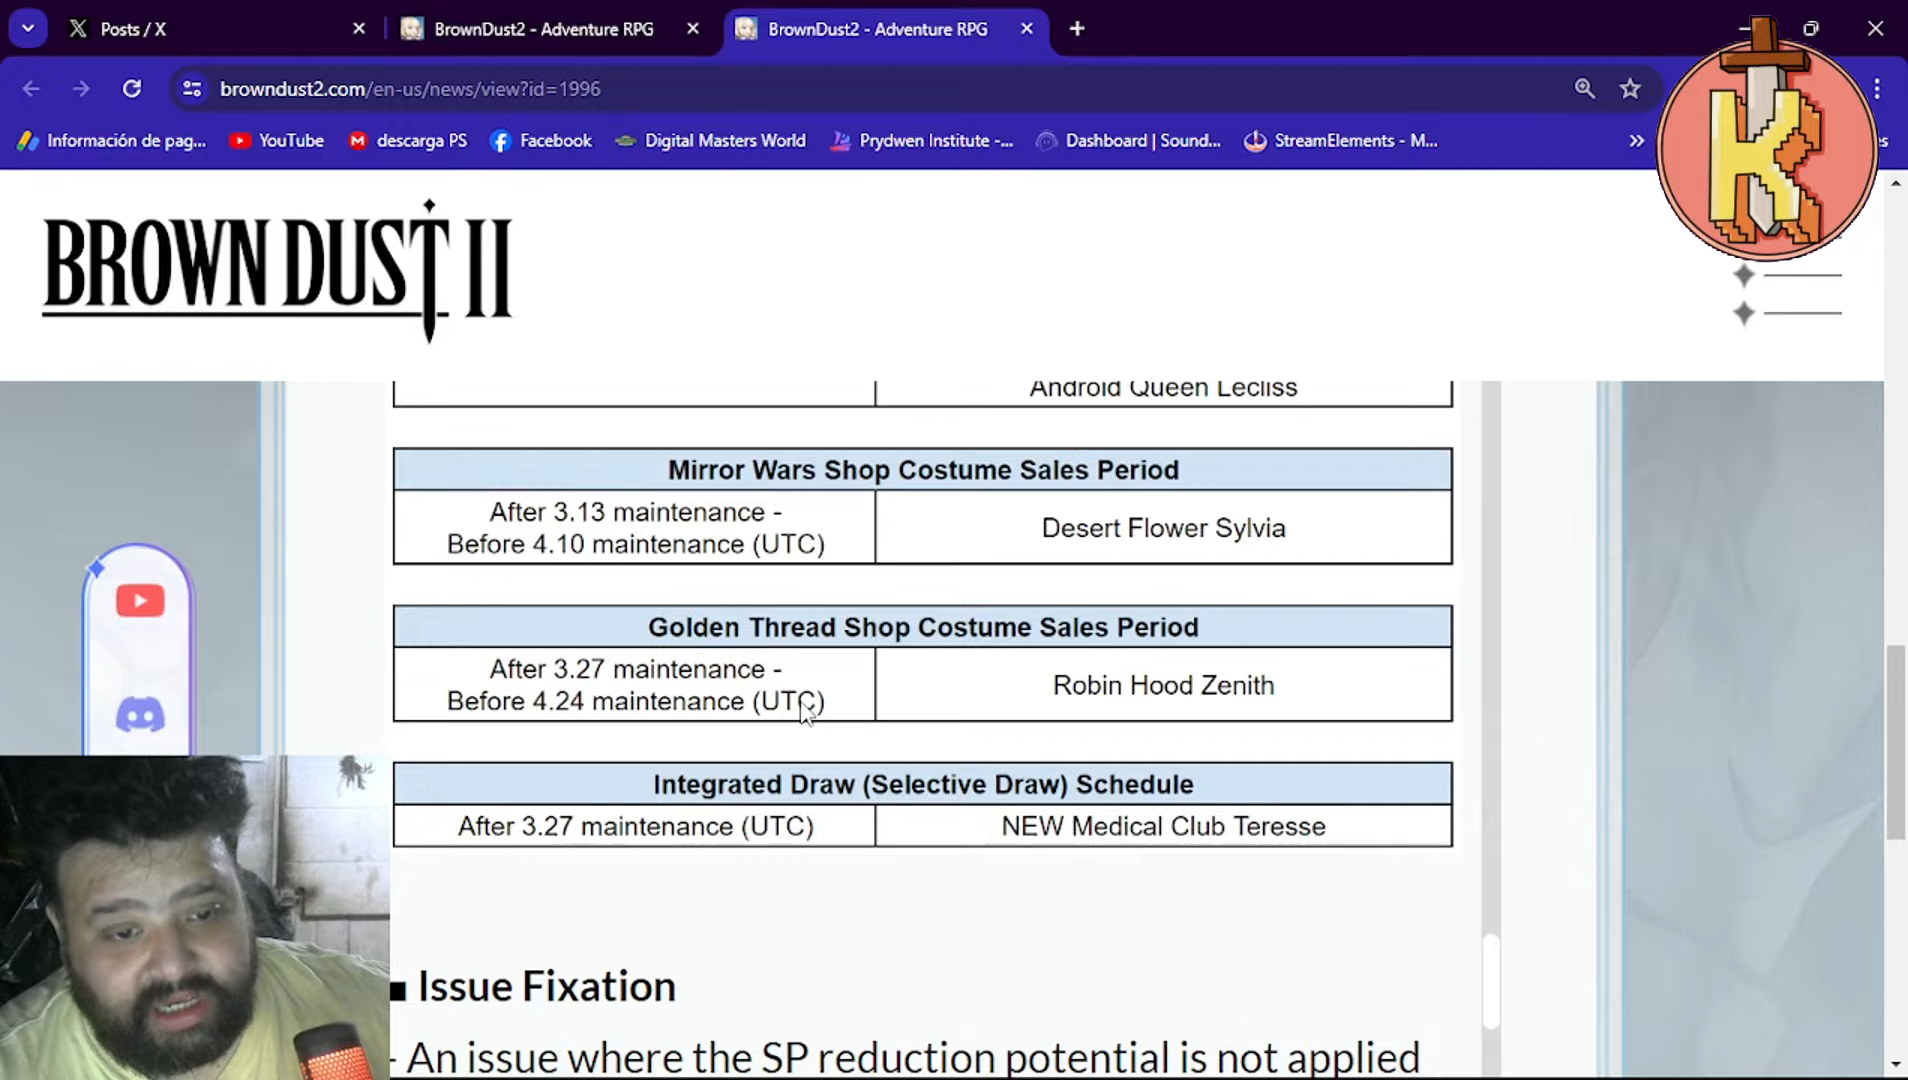 Posts / X
BrownDust2 - Adventure RPG
BrownDust2 - Adventure RPG
browndust2.com/en-us/news/view?id=1996
Información de pag...
YouTube
descarga PS
Facebook
Digital Masters World
Prydwen Institute -...
Dashboard | Sound...
StreamElements - M...
»
K
BROWN DUST II
Android Queen Lecliss
Mirror Wars Shop Costume Sales Period
After 3.13 maintenance -
Before 4.10 maintenance (UTC)
Desert Flower Sylvia
Golden Thread Shop Costume Sales Period
After 3.27 maintenance -
Before 4.24 maintenance (UTC)
Robin Hood Zenith
Integrated Draw (Selective Draw) Schedule
After 3.27 maintenance (UTC)
NEW Medical Club Teresse
■ Issue Fixation
- An issue where the SP reduction potential is not applied